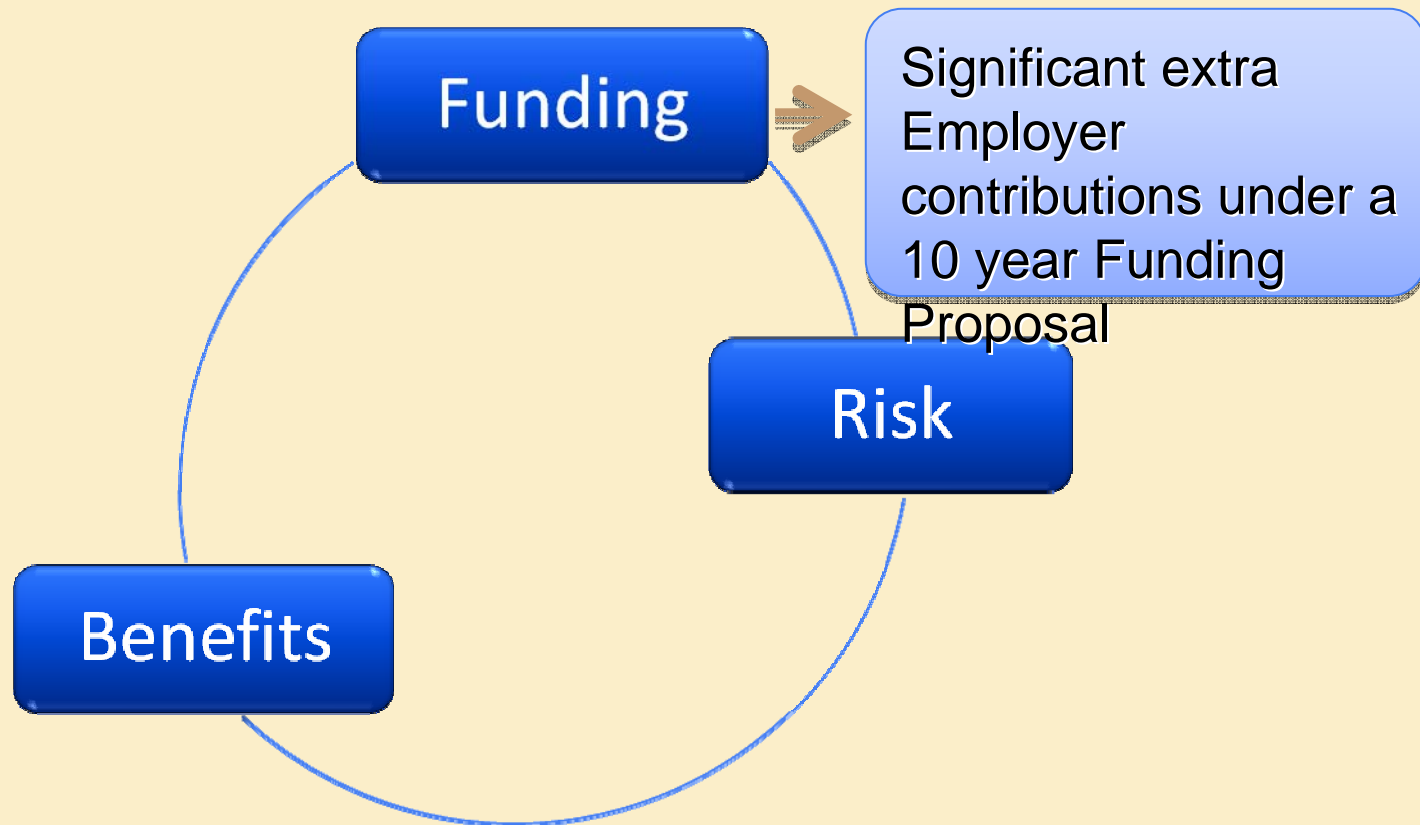 Funding
Significant extra
Employer
contributions under a
10 year Funding
Proposal
Risk
Benefits